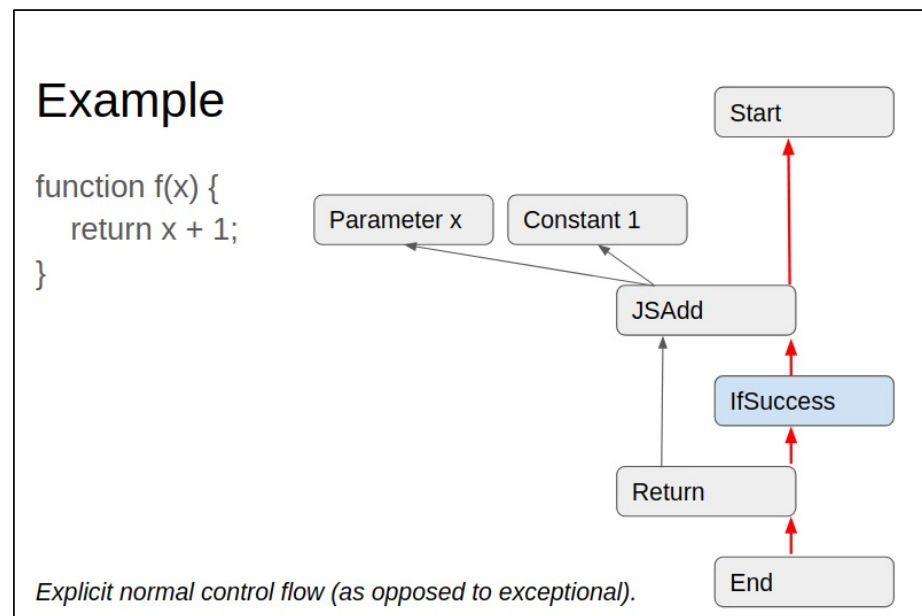 Example
function f(x) {
return x + 1;
}
Start
Parameter x
Constant 1
JSAdd
IfSuccess
Return
End
Explicit normal control flow (as opposed to exceptional).